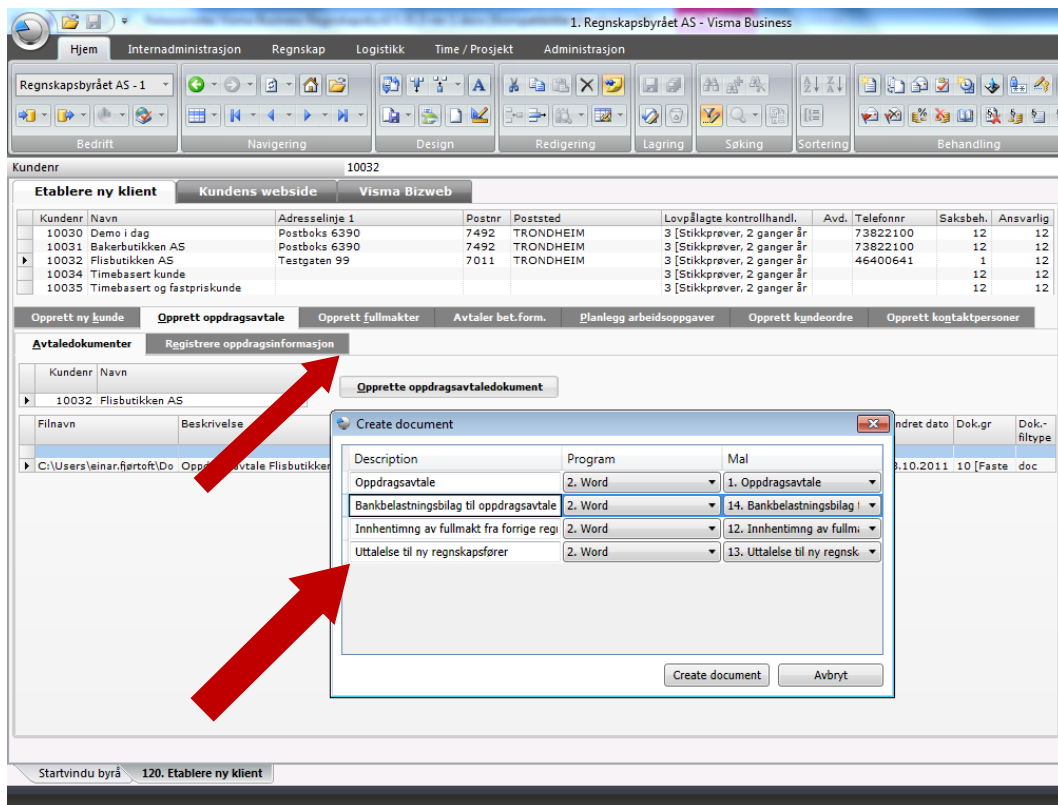 1. Regnskapsbyrået AS - Visma Business
Hjem Internadministrasjon Regnskap Logistikk Time / Prosjekt Administrasjon
Regnskapsbyrået AS - 1
Bedrift Navigering Design Redigering Lagring Søking Sortering Behandling
Kundenr 10032
Etablere ny klient Kundens webside Visma Bizweb
Kundenr Navn Adresselinje 1 Postnr Poststed Lovpålagte kontrollhandl. Avd. Telefonnr Saksbeh. Ansvarlig
10030 Demo i dag Postboks 6390 7492 TRONDHEIM 3 [Stikkprøver, 2 ganger år 73822100 12 12
10031 Bakerbutikken AS Postboks 6390 7492 TRONDHEIM 3 [Stikkprøver, 2 ganger år 73822100 12 12
10032 Flisbutikken AS Testgaten 99 7011 TRONDHEIM 3 [Stikkprøver, 2 ganger år 46400641 1 12
10034 Timebasert kunde 3 [Stikkprøver, 2 ganger år 12 12
10035 Timebasert og fastpriskunde 3 [Stikkprøver, 2 ganger år 12 12
Opprett ny kunde Opprett oppdragsavtale Opprett fullmakter Avtaler bet.form. Planlegg arbeidsoppgaver Opprett kundeordre Opprett kontaktpersoner
Avtaledokumenter Registrere oppdragsinformasjon
Kundenr Navn
10032 Flisbutikken AS
Opprette oppdragsavtaledokument
Filnavn Beskrivelse ndret dato Dok.gr Dok.-
filtype
C:\Users\einar.fjørtoft\Do Flisbutikker .10.2011 10 [Faste doc
Create document
Description Program Mal
Oppdragsavtale 2. Word 1. Oppdragsavtale
Bankbelastningsbilag til oppdragsavtale 2. Word 14. Bankbelastningsbilag
Innhentimng av fullmakt fra forrige regn 2. Word 12. Innhentimng av fullma
Uttalelse til ny regnskapsfører 2. Word 13. Uttalelse til ny regnsk
Create document Avbryt
Startvindu byrå 120. Etablere ny klient